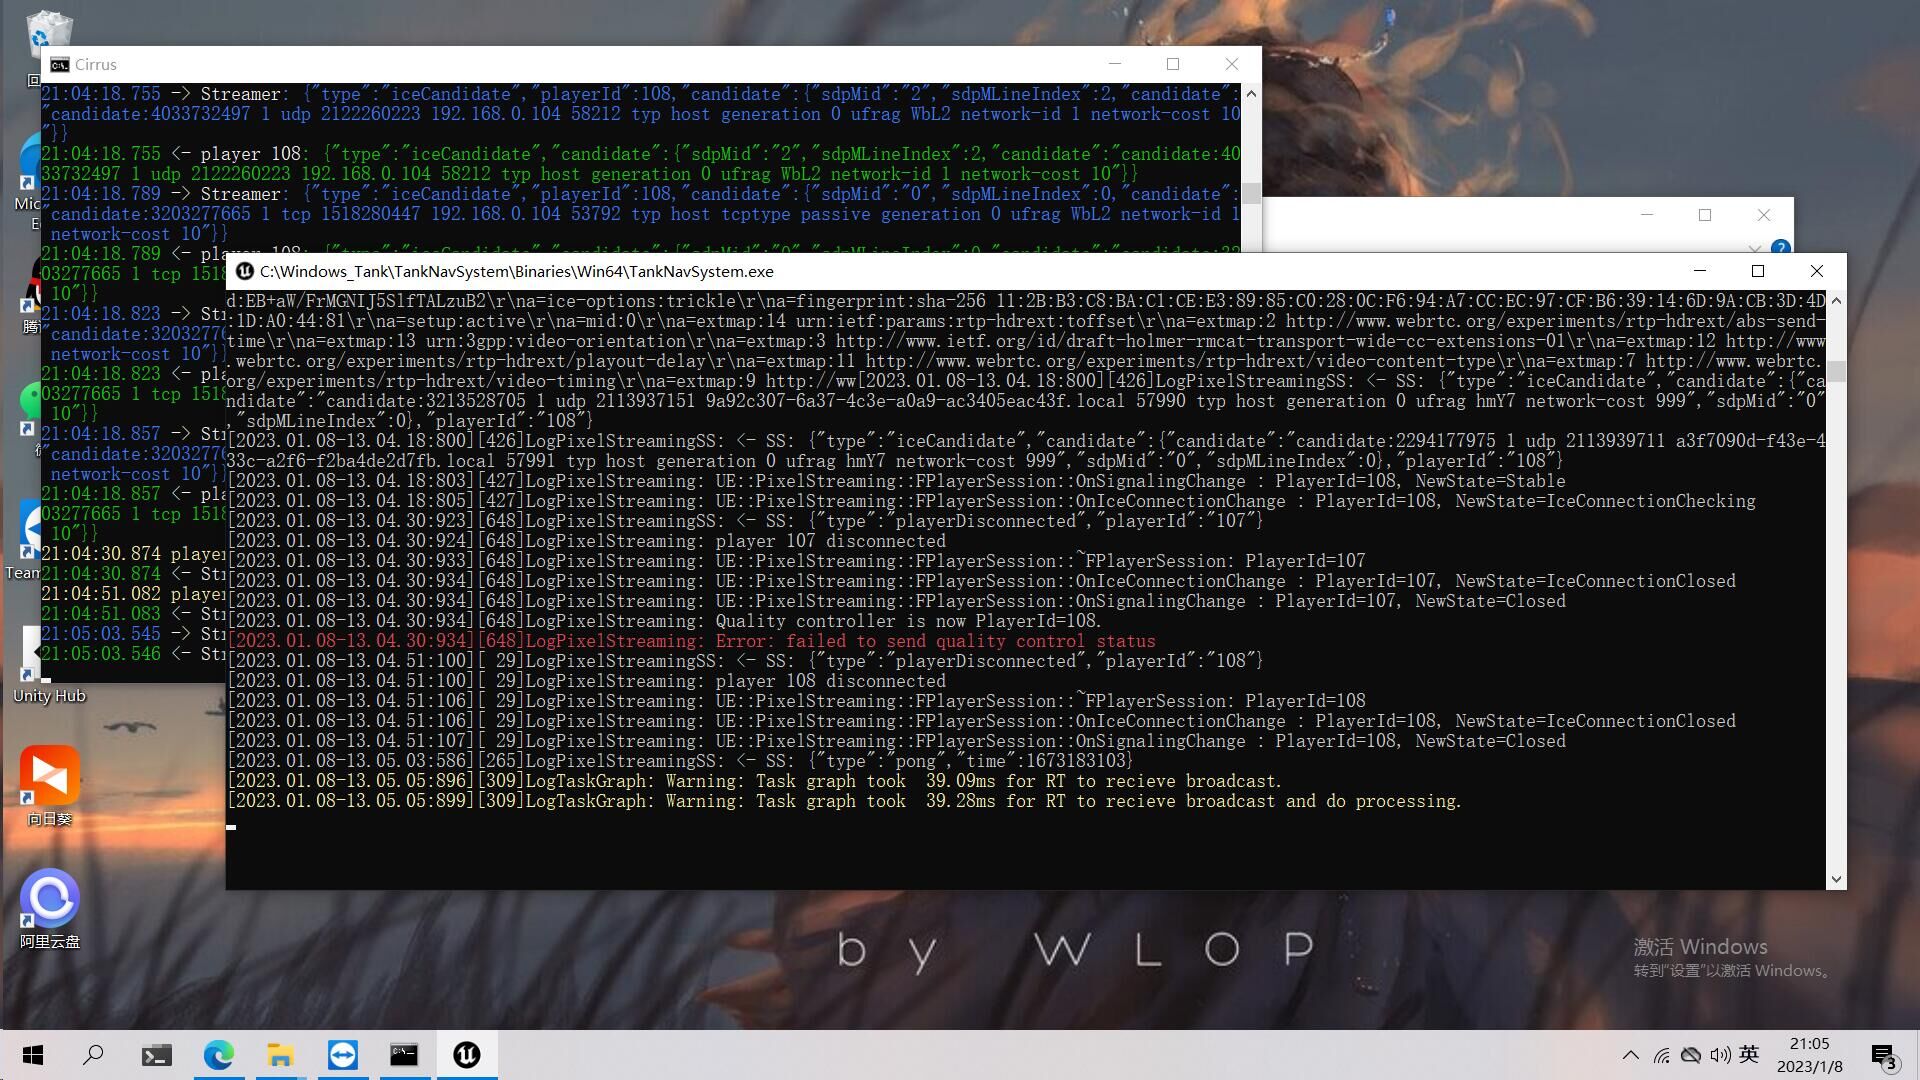 Cirrus
21:04:18.755 -> Streamer: {"type":"iceCandidate","playerId":108,"candidate":{"sdpMid":"2","sdpMLineIndex":2,"candidate":
"candidate:4033732497 1 udp 2122260223 192.168.0.104 58212 typ host generation 0 ufrag WbL2 network-id 1 network-cost 10
"}}
21:04:18.755 <- player 108: {"type":"iceCandidate","candidate":{"sdpMid":"2","sdpMLineIndex":2,"candidate":"candidate:40
33732497 1 udp 2122260223 192.168.0.104 58212 typ host generation 0 ufrag WbL2 network-id 1 network-cost 10"}}
21:04:18.789 -> Streamer: {"type":"iceCandidate","playerId":108,"candidate":{"sdpMid":"0","sdpMLineIndex":0,"candidate":
"candidate:3203277665 1 tcp 1518280447 192.168.0.104 53792 typ host tcptype passive generation 0 ufrag WbL2 network-id 1
network-cost 10"}}
21:04:18.789 <- player 108: {"type":"iceCandidate","candidate":{"sdpMid":"0","sdpMLineIndex":0,"candidate":"candidate:32
03277665 1 tcp 1518
10"}}
21:04:18.823 -> Str
"candidate:32032776
network-cost 10"}}
21:04:18.823 <- pla
03277665 1 tcp 1518
10"}}
21:04:18.857 -> Str
"candidate:32032776
network-cost 10"}}
21:04:18.857 <- pla
03277665 1 tcp 1518
10"}}
21:04:30.874 player
21:04:30.874 <- Str
21:04:51.082 player
21:04:51.083 <- Str
21:05:03.545 -> Str
21:05:03.546 <- Str
C:\Windows_Tank\TankNavSystem\Binaries\Win64\TankNavSystem.exe
d:EB+aW/FrMGNIJ5SlfTALzuB2\r\na=ice-options:trickle\r\na=fingerprint:sha-256 11:2B:B3:C8:BA:C1:CE:E3:89:85:C0:28:0C:F6:94:A7:CC:EC:97:CF:B6:39:14:6D:9A:CB:3D:4D
:1D:A0:44:81\r\na=setup:active\r\na=mid:0\r\na=extmap:14 urn:ietf:params:rtp-hdrext:toffset\r\na=extmap:2 http://www.webrtc.org/experiments/rtp-hdrext/abs-send-
time\r\na=extmap:13 urn:3gpp:video-orientation\r\na=extmap:3 http://www.ietf.org/id/draft-holmer-rmcat-transport-wide-cc-extensions-01\r\na=extmap:12 http://www
.webrtc.org/experiments/rtp-hdrext/playout-delay\r\na=extmap:11 http://www.webrtc.org/experiments/rtp-hdrext/video-content-type\r\na=extmap:7 http://www.webrtc.
org/experiments/rtp-hdrext/video-timing\r\na=extmap:9 http://ww[2023.01.08-13.04.18:800][426]LogPixelStreamingSS: <- SS: {"type":"iceCandidate","candidate":{"ca
ndidate":"candidate:3213528705 1 udp 2113937151 9a92c307-6a37-4c3e-a0a9-ac3405eac43f.local 57990 typ host generation 0 ufrag hmY7 network-cost 999","sdpMid":"0"
,"sdpMLineIndex":0},"playerId":"108"}
[2023.01.08-13.04.18:800][426]LogPixelStreamingSS: <- SS: {"type":"iceCandidate","candidate":{"candidate":"candidate:2294177975 1 udp 2113939711 a3f7090d-f43e-4
33c-a2f6-f2ba4de2d7fb.local 57991 typ host generation 0 ufrag hmY7 network-cost 999","sdpMid":"0","sdpMLineIndex":0},"playerId":"108"}
[2023.01.08-13.04.18:803][427]LogPixelStreaming: UE::PixelStreaming::FPlayerSession::OnSignalingChange : PlayerId=108, NewState=Stable
[2023.01.08-13.04.18:805][427]LogPixelStreaming: UE::PixelStreaming::FPlayerSession::OnIceConnectionChange : PlayerId=108, NewState=IceConnectionChecking
[2023.01.08-13.04.30:923][648]LogPixelStreamingSS: <- SS: {"type":"playerDisconnected","playerId":"107"}
[2023.01.08-13.04.30:924][648]LogPixelStreaming: player 107 disconnected
[2023.01.08-13.04.30:933][648]LogPixelStreaming: UE::PixelStreaming::FPlayerSession::~FPlayerSession: PlayerId=107
[2023.01.08-13.04.30:934][648]LogPixelStreaming: UE::PixelStreaming::FPlayerSession::OnIceConnectionChange : PlayerId=107, NewState=IceConnectionClosed
[2023.01.08-13.04.30:934][648]LogPixelStreaming: UE::PixelStreaming::FPlayerSession::OnSignalingChange : PlayerId=107, NewState=Closed
[2023.01.08-13.04.30:934][648]LogPixelStreaming: Quality controller is now PlayerId=108.
[2023.01.08-13.04.30:934][648]LogPixelStreaming: Error: failed to send quality control status
[2023.01.08-13.04.51:100][ 29]LogPixelStreamingSS: <- SS: {"type":"playerDisconnected","playerId":"108"}
[2023.01.08-13.04.51:100][ 29]LogPixelStreaming: player 108 disconnected
[2023.01.08-13.04.51:106][ 29]LogPixelStreaming: UE::PixelStreaming::FPlayerSession::~FPlayerSession: PlayerId=108
[2023.01.08-13.04.51:106][ 29]LogPixelStreaming: UE::PixelStreaming::FPlayerSession::OnIceConnectionChange : PlayerId=108, NewState=IceConnectionClosed
[2023.01.08-13.04.51:107][ 29]LogPixelStreaming: UE::PixelStreaming::FPlayerSession::OnSignalingChange : PlayerId=108, NewState=Closed
[2023.01.08-13.05.03:586][265]LogPixelStreamingSS: <- SS: {"type":"pong","time":1673183103}
[2023.01.08-13.05.05:896][309]LogTaskGraph: Warning: Task graph took  39.09ms for RT to recieve broadcast.
[2023.01.08-13.05.05:899][309]LogTaskGraph: Warning: Task graph took  39.28ms for RT to recieve broadcast and do processing.
回
Mic
E
腾
Team
Unity Hub
向日葵
阿里云盘
by WLOP
激活 Windows
转到"设置"以激活 Windows。
英
21:05
2023/1/8
3